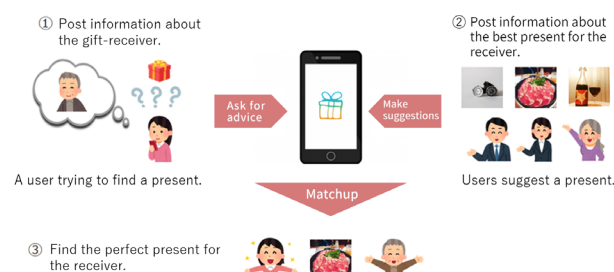 ① Post information about
the gift-receiver.
? ? ?
A user trying to find a present.
Ask for
advice
Make
suggestions
② Post information about
the best present for the
receiver.
Users suggest a present.
Matchup
③ Find the perfect present for
the receiver.